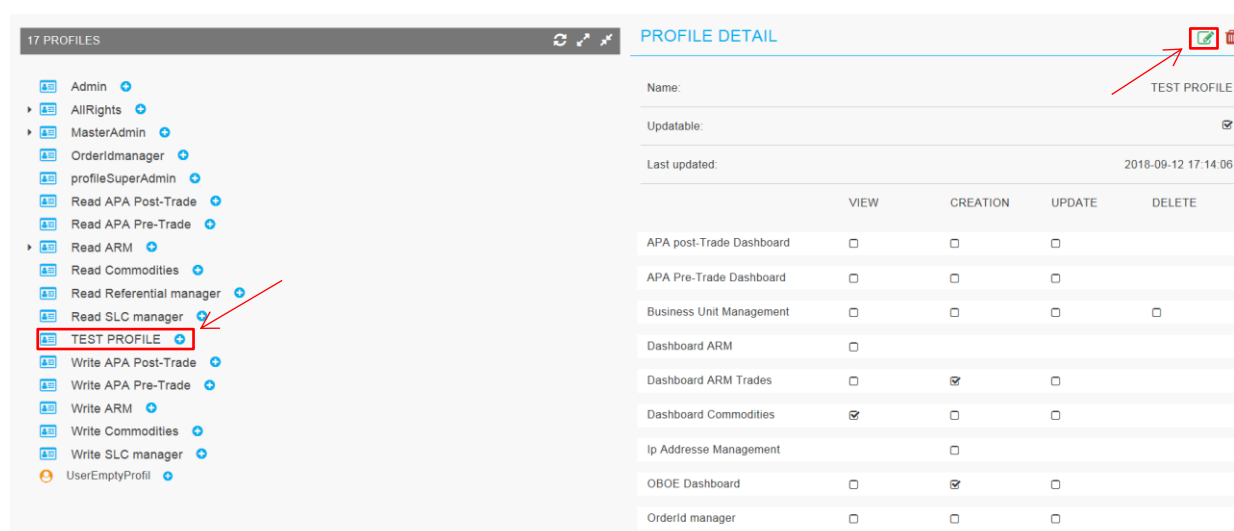 17 PROFILES
Admin
AllRights
MasterAdmin
OrderIdmanager
profileSuperAdmin
Read APA Post-Trade
Read APA Pre-Trade
Read ARM
Read Commodities
Read Referential manager
Read SLC manager
TEST PROFILE
Write APA Post-Trade
Write APA Pre-Trade
Write ARM
Write Commodities
Write SLC manager
UserEmptyProfil
PROFILE DETAIL
Name: TEST PROFILE
Updatable:
Last updated: 2018-09-12 17:14:06
VIEW CREATION UPDATE DELETE
APA post-Trade Dashboard
APA Pre-Trade Dashboard
Business Unit Management
Dashboard ARM
Dashboard ARM Trades
Dashboard Commodities
Ip Addresse Management
OBOE Dashboard
OrderId manager